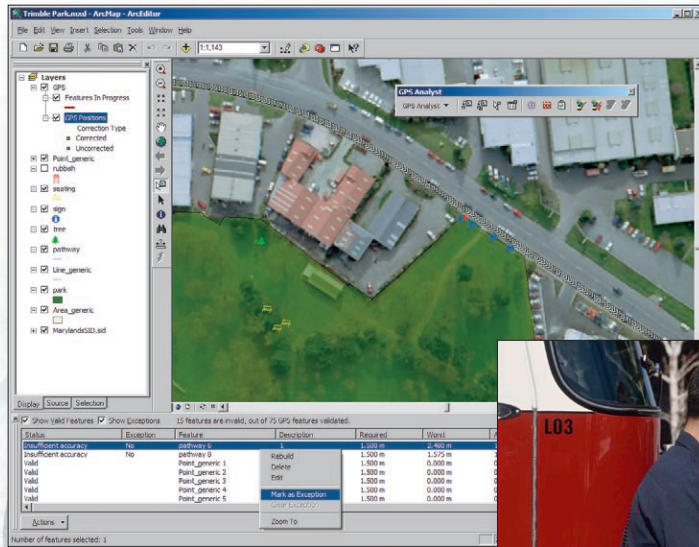 Trimble Park.mxd - ArcMap - ArcEditor
File Edit View Insert Selection Tools Window Help
1:1,143
Layers
GPS
Features In Progress
GPS Positions
Correction Type
Corrected
Uncorrected
Point_generic
rubbish
seating
sign
tree
pathway
Line_generic
park
Area_generic
MarylandsSID.sid
GPS Analyst
GPS Analyst
Display Source Selection
Show Valid Features Show Exceptions 15 features are invalid, out of 75 GPS features validated.
Status Exception Feature Description Required Worst
Insufficient accuracy No pathway 6 1 1.500 m 2.480 m
Insufficient accuracy No pathway 8 1.500 m 1.575 m
Valid Point_generic 1 1.500 m 0.000 m
Valid Point_generic 2 1.500 m 0.000 m
Valid Point_generic 3 1.500 m 0.000 m
Valid Point_generic 4 1.500 m 0.000 m
Valid Point_generic 5 1.500 m 0.000 m
Rebuild
Delete
Edit
Mark as Exception
Clear Exception
Zoom To
Actions
Number of features selected: 1
L03